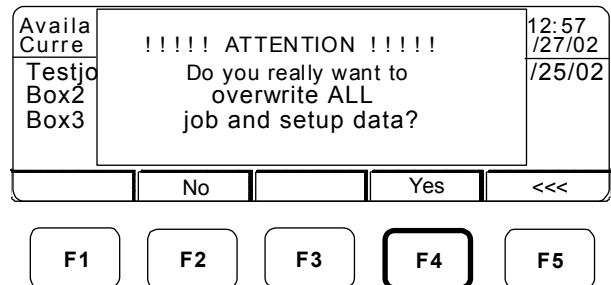 Availa 12:57
Curre /27/02
!!!!! ATTENTION !!!!!
Testjo /25/02
Do you really want to
Box2
overwrite ALL
Box3
job and setup data?
No Yes <<<
F1 F2 F3 F4 F5